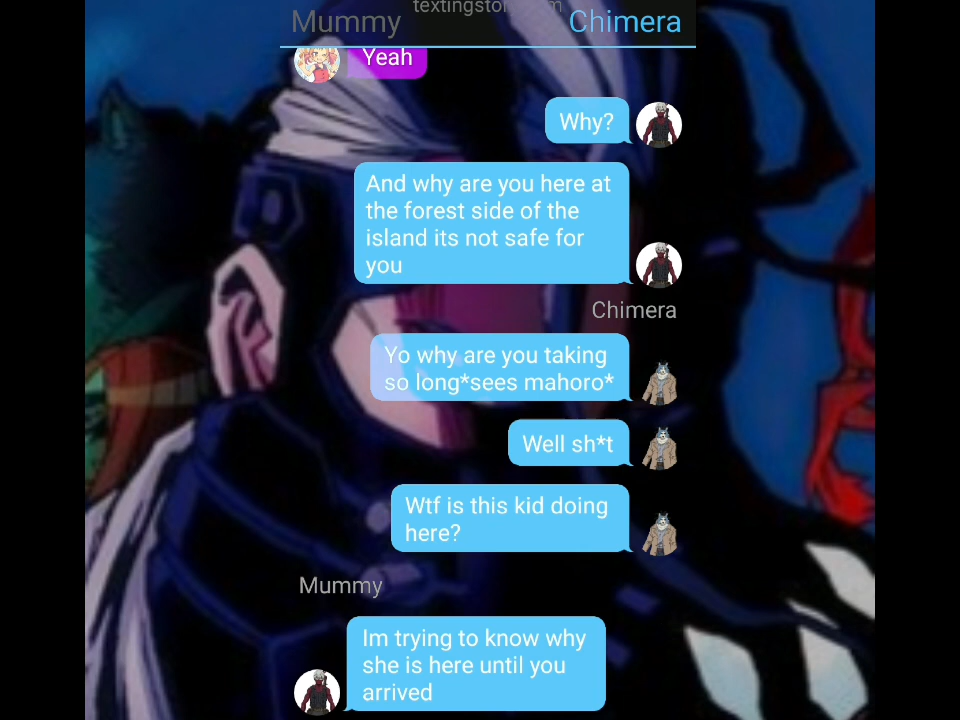 textingsto
Mummy
Chimera
Yeah
Why?
And why are you here at
the forest side of the
island its not safe for
you
Chimera
Yo why are you taking
so long*sees mahoro*
Well sh*t
Wtf is this kid doing
here?
Mummy
Im trying to know why
she is here until you
arrived